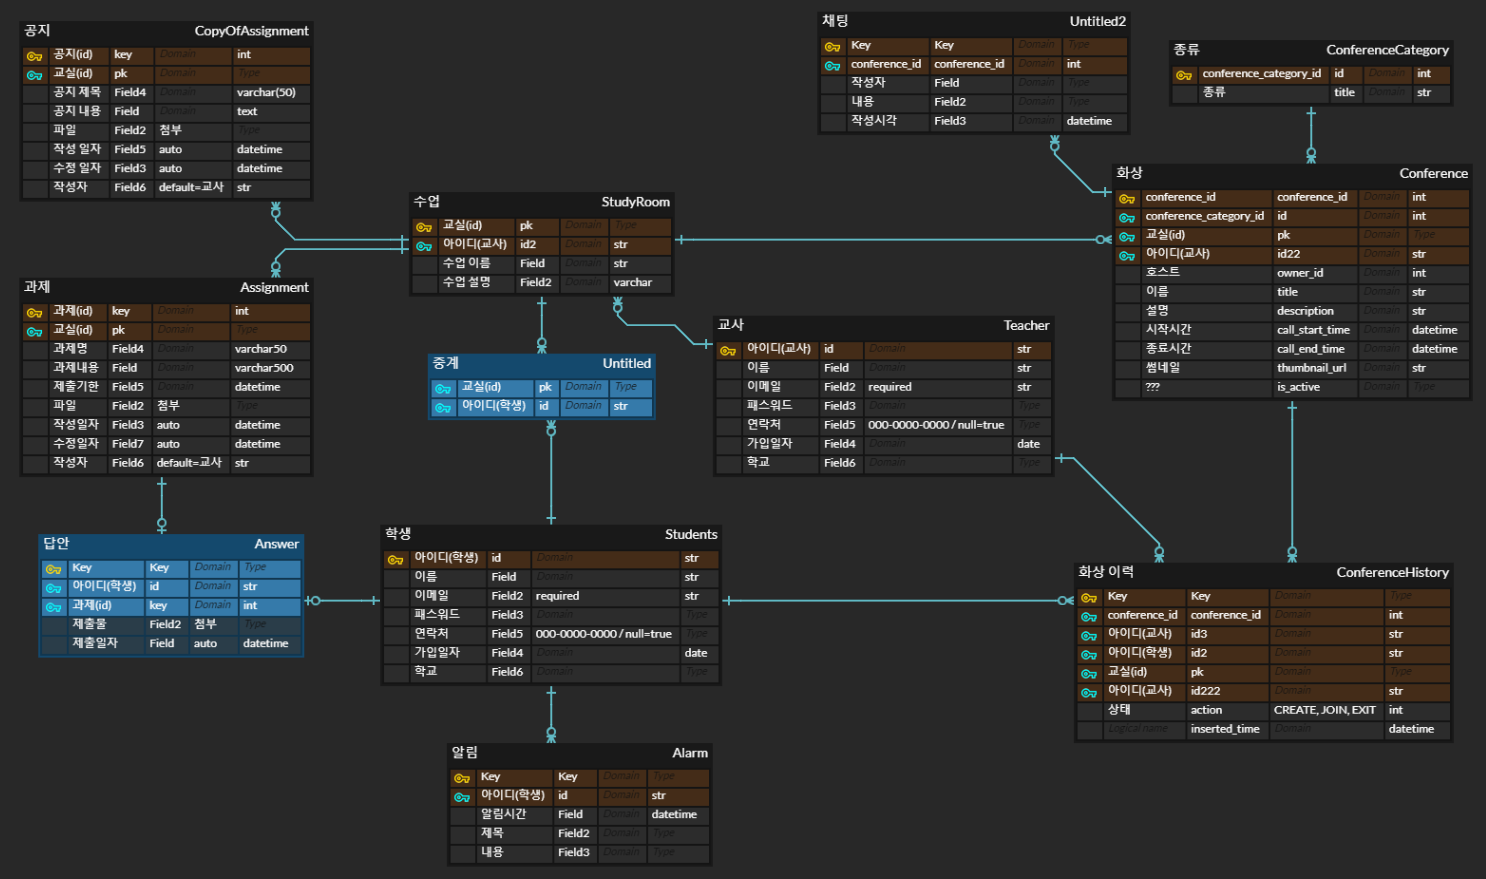 공지 CopyOfAssignment
공지(id) key Domain int
교실(id) pk Domain Type
공지 제목 Field4 Domain varchar(50)
공지 내용 Field Domain text
파일 Field2 첨부 Type
작성 일자 Field5 auto datetime
수정 일자 Field3 auto datetime
작성자 Field6 default=교사 str
채팅 Untitled2
Key Key Domain Type
conference_id conference_id Domain int
작성자 Field Domain Type
내용 Field2 Domain Type
작성시각 Field3 Domain datetime
종류 ConferenceCategory
conference_category_id id Domain int
종류 title Domain str
수업 StudyRoom
교실(id) pk Domain Type
아이디(교사) id2 Domain str
수업 이름 Field Domain str
수업 설명 Field2 Domain varchar
화상 Conference
conference_id conference_id Domain int
conference_category_id id Domain int
교실(id) pk Domain Type
아이디(교사) id22 Domain str
호스트 owner_id Domain int
이름 title Domain str
설명 description Domain str
시작시간 call_start_time Domain datetime
종료시간 call_end_time Domain datetime
썸네일 thumbnail_url Domain str
??? is_active Domain Type
과제 Assignment
과제(id) key Domain int
교실(id) pk Domain Type
과제명 Field4 Domain varchar50
과제내용 Field Domain varchar500
제출기한 Field5 Domain datetime
파일 Field2 첨부 Type
작성일자 Field3 auto datetime
수정일자 Field7 auto datetime
작성자 Field6 default=교사 str
중계 Untitled
교실(id) pk Domain Type
아이디(학생) id Domain str
교사 Teacher
아이디(교사) id Domain str
이름 Field Domain str
이메일 Field2 required str
패스워드 Field3 Domain Type
연락처 Field5 000-0000-0000 / null=true Type
가입일자 Field4 Domain date
학교 Field6 Domain Type
답안 Answer
Key Key Domain Type
아이디(학생) id Domain str
과제(id) key Domain int
제출물 Field2 첨부 Type
제출일자 Field auto datetime
학생 Students
아이디(학생) id Domain str
이름 Field Domain str
이메일 Field2 required str
패스워드 Field3 Domain Type
연락처 Field5 000-0000-0000 / null=true Type
가입일자 Field4 Domain date
학교 Field6 Domain Type
화상 이력 ConferenceHistory
Key Key Domain Type
conference_id conference_id Domain int
아이디(교사) id3 Domain str
아이디(학생) id2 Domain str
교실(id) pk Domain Type
아이디(교사) id222 Domain str
상태 action CREATE, JOIN, EXIT int
Logical name inserted_time Domain datetime
알림 Alarm
Key Key Domain Type
아이디(학생) id Domain str
알림시간 Field Domain datetime
제목 Field2 Domain Type
내용 Field3 Domain Type